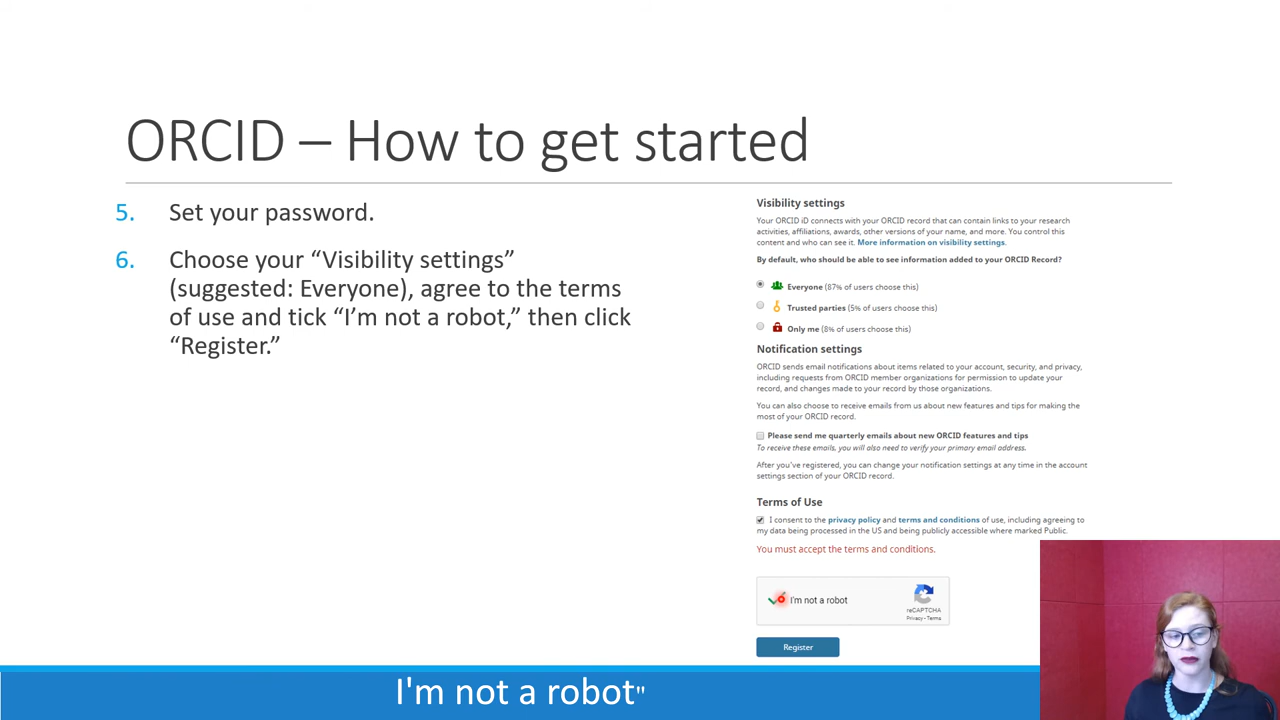 ORCID – How to get started
5. Set your password.
6. Choose your “Visibility settings”
(suggested: Everyone), agree to the terms
of use and tick “I’m not a robot,” then click
“Register.”
Visibility settings
Your ORCID iD connects with your ORCID record that can contain links to your research
activities, affiliations, awards, other versions of your name, and more. You control this
content and who can see it. More information on visibility settings.
By default, who should be able to see information added to your ORCID Record?
Everyone (87% of users choose this)
Trusted parties (5% of users choose this)
Only me (8% of users choose this)
Notification settings
ORCID sends email notifications about items related to your account, security, and privacy,
including requests from ORCID member organizations for permission to update your
record, and changes made to your record by those organizations.
You can also choose to receive emails from us about new features and tips for making the
most of your ORCID record.
Please send me quarterly emails about new ORCID features and tips
To receive these emails, you will also need to verify your primary email address.
After you've registered, you can change your notification settings at any time in the account
settings section of your ORCID record.
Terms of Use
I consent to the privacy policy and terms and conditions of use, including agreeing to
my data being processed in the US and being publicly accessible where marked Public.
You must accept the terms and conditions.
I'm not a robot
reCAPTCHA
Privacy - Terms
Register
I'm not a robot"